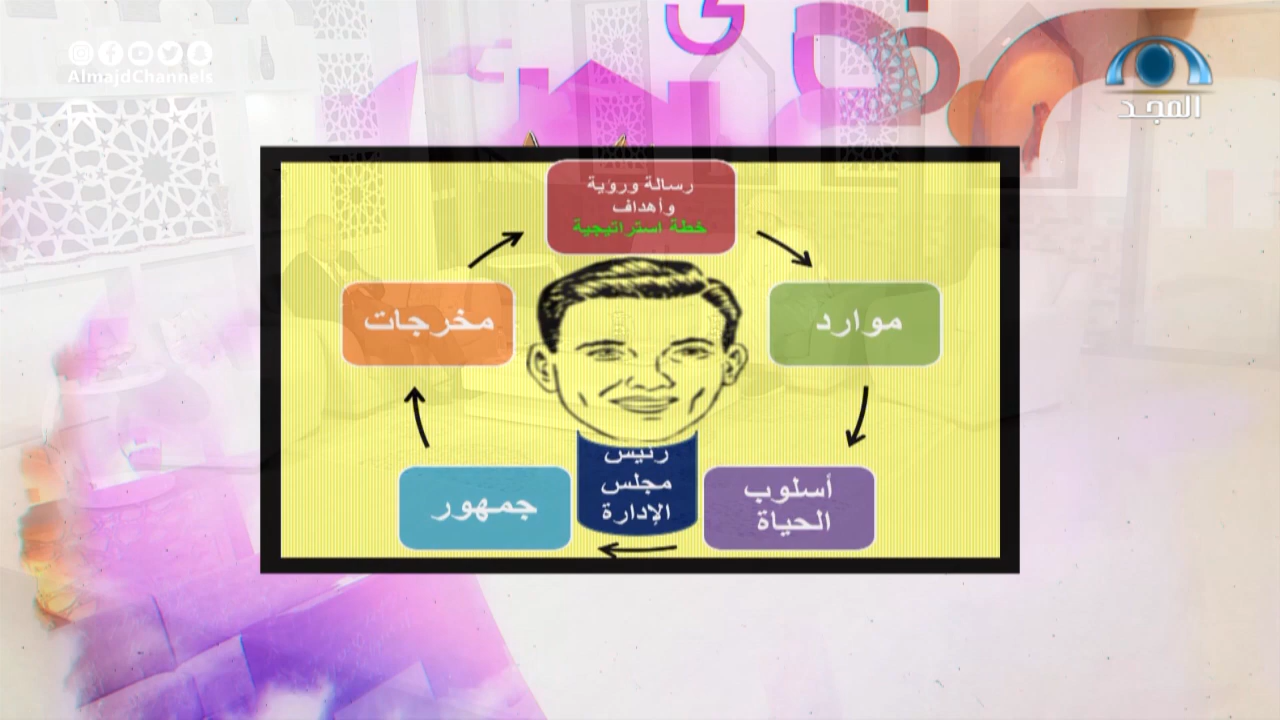 AlmajdChannels
المجد
رسالة ورؤية
وأهداف
خطة استراتيجية
موارد
أسلوب
الحياة
جمهور
مخرجات
رئيس
مجلس
الإدارة